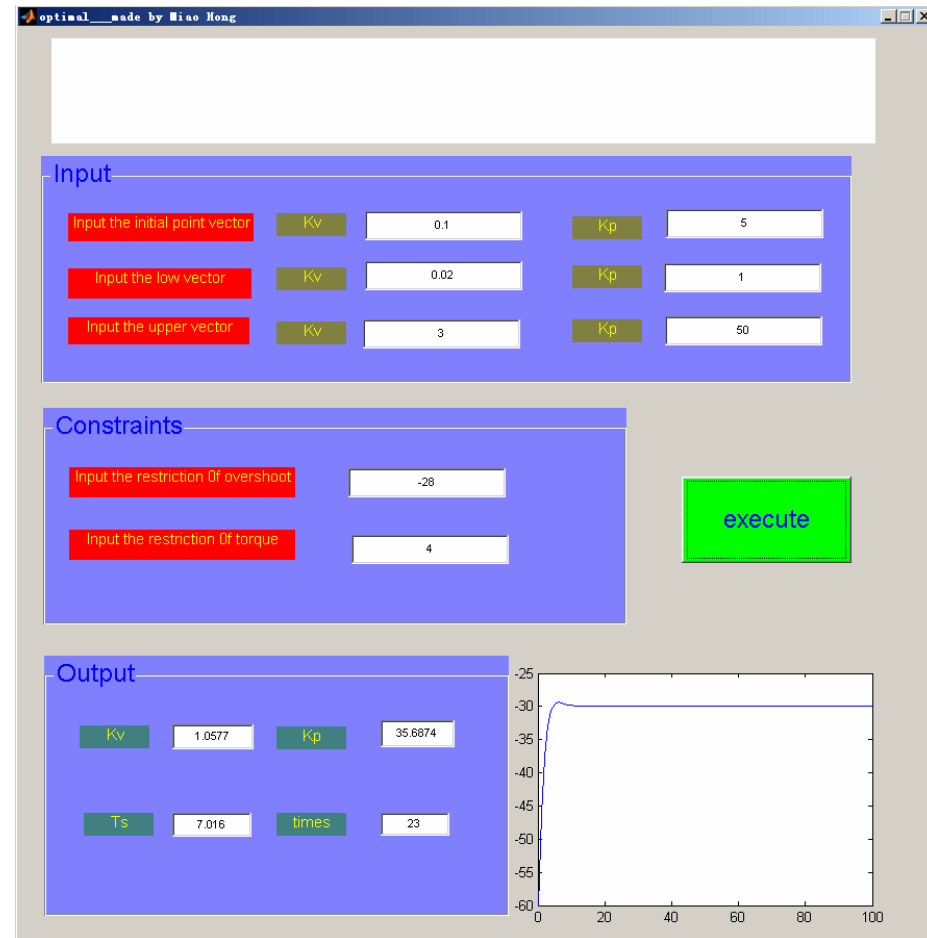 optimal___made by Miao Hong
Input
Input the initial point vector Kv 0.1 Kp 5
Input the low vector Kv 0.02 Kp 1
Input the upper vector Kv 3 Kp 50
Constraints
Input the restriction 0f overshoot -28
Input the restriction 0f torque 4
execute
Output
Kv 1.0577 Kp 35.6874
Ts 7.016 times 23
-25
-30
-35
-40
-45
-50
-55
-60
0 20 40 60 80 100